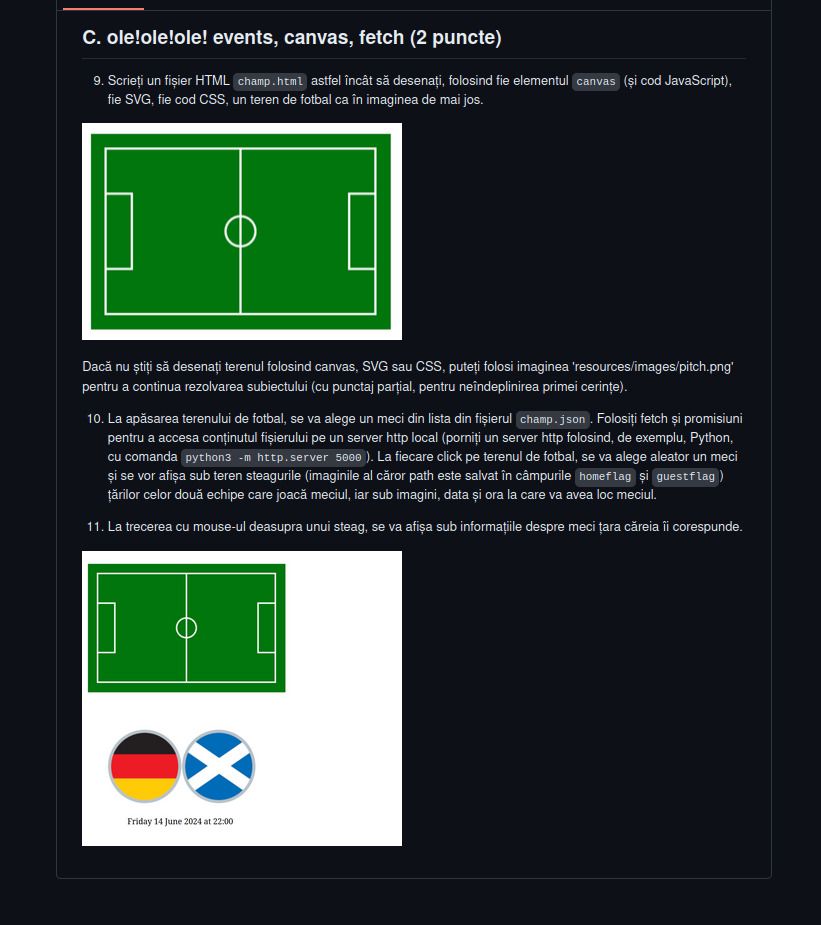 C. ole!ole!ole! events, canvas, fetch (2 puncte)
9. Scrieți un fișier HTML champ.html astfel încât să desenați, folosind fie elementul canvas (și cod JavaScript),
fie SVG, fie cod CSS, un teren de fotbal ca în imaginea de mai jos.
Dacă nu știți să desenați terenul folosind canvas, SVG sau CSS, puteți folosi imaginea 'resources/images/pitch.png'
pentru a continua rezolvarea subiectului (cu punctaj parțial, pentru neîndeplinirea primei cerințe).
10. La apăsarea terenului de fotbal, se va alege un meci din lista din fișierul champ.json. Folosiți fetch și promisiuni
pentru a accesa conținutul fișierului pe un server http local (porniți un server http folosind, de exemplu, Python,
cu comanda python3 -m http.server 5000). La fiecare click pe terenul de fotbal, se va alege aleator un meci
și se vor afișa sub teren steagurile (imaginile al căror path este salvat în câmpurile homeflag și guestflag)
țărilor celor două echipe care joacă meciul, iar sub imagini, data și ora la care va avea loc meciul.
11. La trecerea cu mouse-ul deasupra unui steag, se va afișa sub informațiile despre meci țara căreia îi corespunde.
Friday 14 June 2024 at 22:00